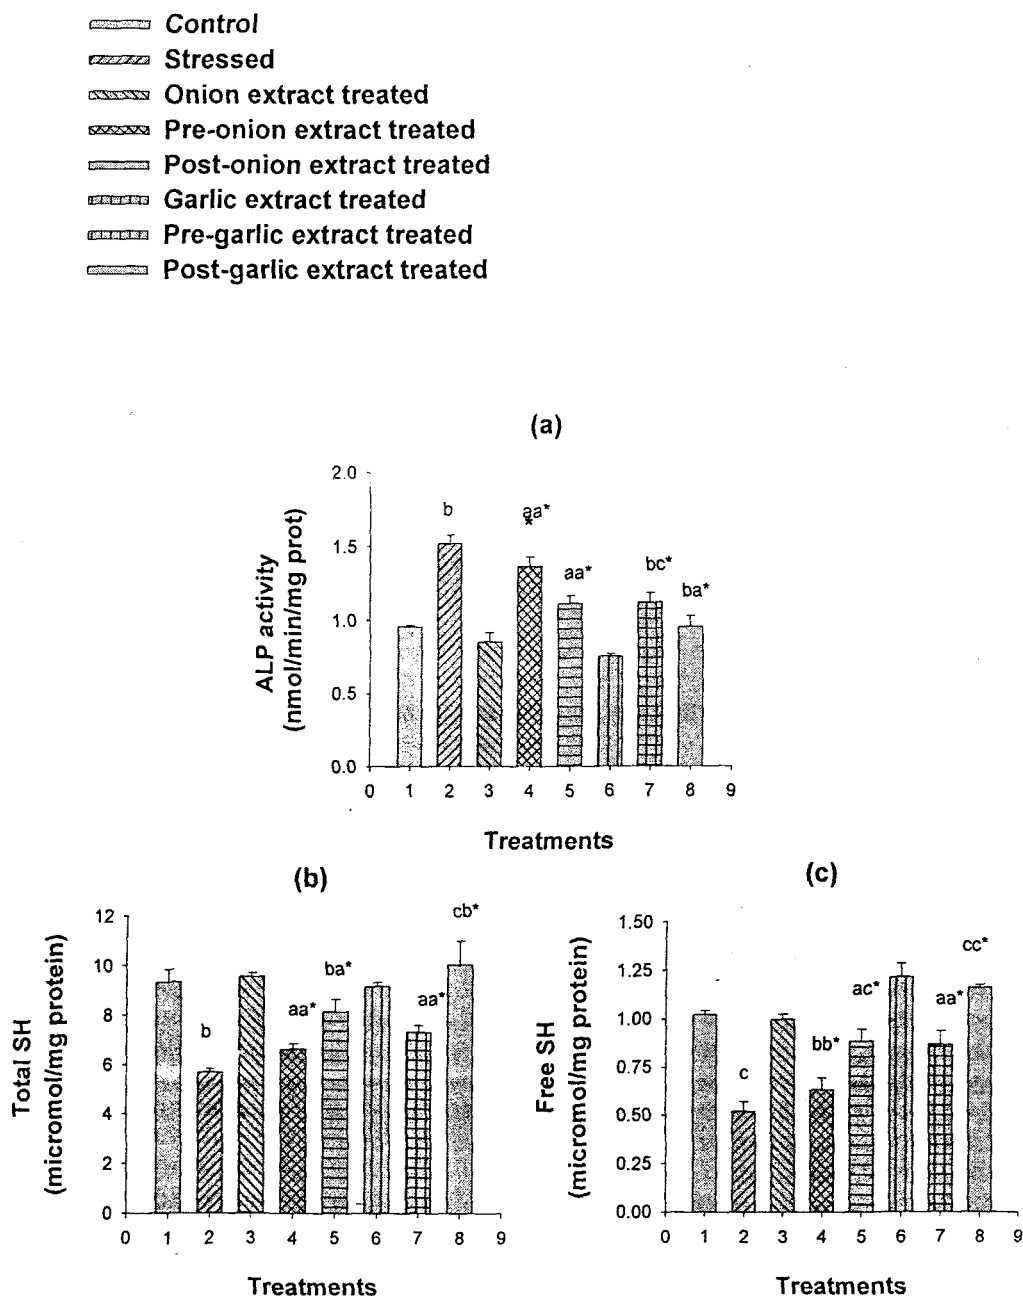 Control
Stressed
Onion extract treated
Pre-onion extract treated
Post-onion extract treated
Garlic extract treated
Pre-garlic extract treated
Post-garlic extract treated
(a)
ALP activity
(nmol/min/mg prot)
2.0
1.5
1.0
0.5
0.0
b
aa*
*
aa*
bc*
ba*
0 1 2 3 4 5 6 7 8 9
Treatments
(b)
Total SH
(micromol/mg protein)
12
10
8
6
4
2
0
b
aa*
ba*
aa*
cb*
0 1 2 3 4 5 6 7 8 9
Treatments
(c)
Free SH
(micromol/mg protein)
1.50
1.25
1.00
0.75
0.50
0.25
0.00
c
bb*
ac*
aa*
cc*
0 1 2 3 4 5 6 7 8 9
Treatments